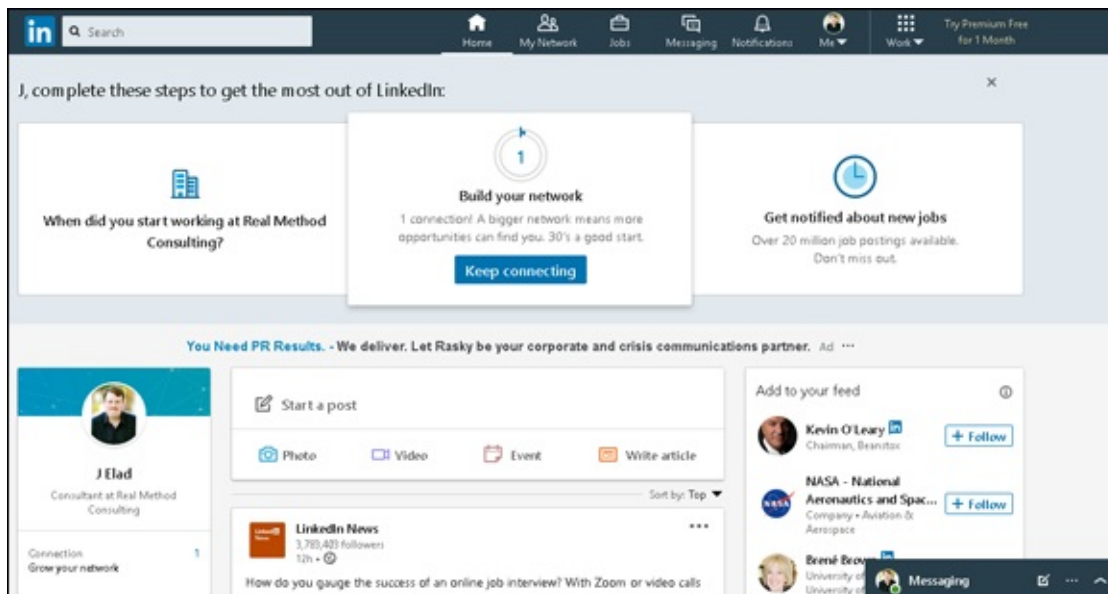 in
Search
Home
My Network
Jobs
Messaging
Notifications
Me
Work
Try Premium Free
for 1 Month
J, complete these steps to get the most out of LinkedIn:
When did you start working at Real Method
Consulting?
1
Build your network
1 connection! A bigger network means more
opportunities can find you. 30's a good start.
Keep connecting
Get notified about new jobs
Over 20 million job postings available.
Don't miss out.
You Need PR Results. - We deliver. Let Rasky be your corporate and crisis communications partner. Ad ···
J Elad
Consultant at Real Method
Consulting
Connection 1
Grow your network
Start a post
Photo
Video
Event
Write article
Sort by: Top
LinkedIn News
LinkedIn News
3,783,403 followers
12h •
How do you gauge the success of an online job interview? With Zoom or video calls
Add to your feed
Kevin O'Leary in
Chairman, Beanstox
+ Follow
NASA
NASA - National
Aeronautics and Spac...
Company • Aviation &
Aerospace
+ Follow
Brené Brown in
University of
University of
Messaging